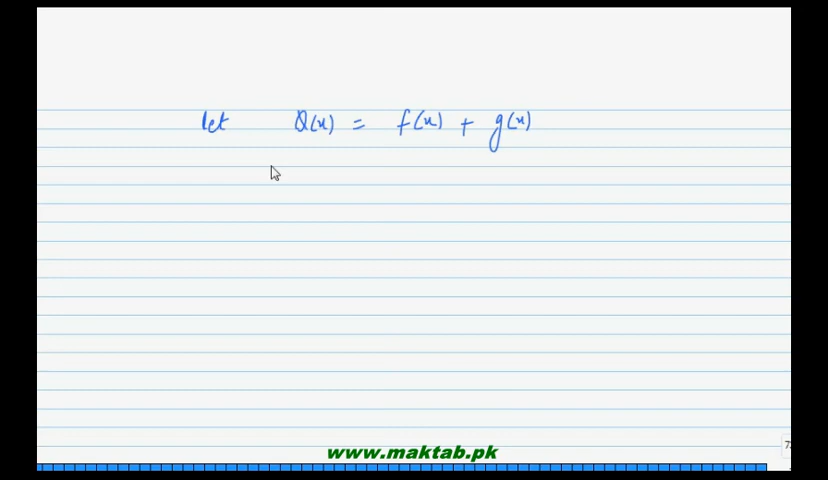 let Q(x) = f(x) + g(x)
www.maktab.pk